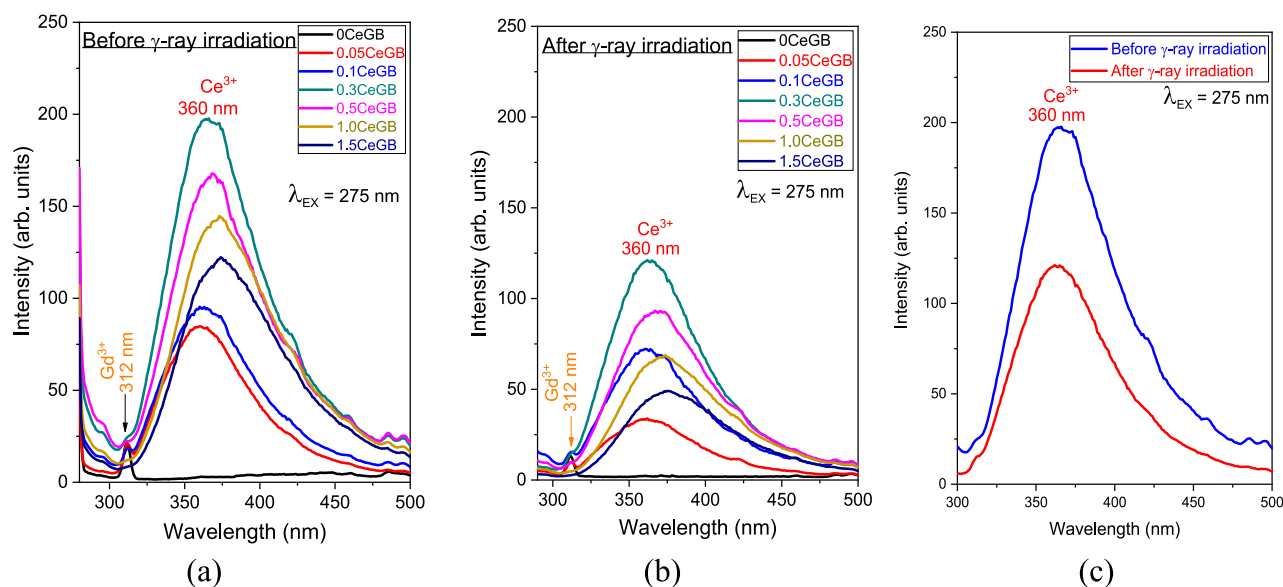 Before γ-ray irradiation
0CeGB
0.05CeGB
0.1CeGB
0.3CeGB
0.5CeGB
1.0CeGB
1.5CeGB
Ce³⁺
360 nm
λEX = 275 nm
Gd³⁺
312 nm
Intensity (arb. units)
250
200
150
100
50
0
300
350
400
450
500
Wavelength (nm)
(a)
After γ-ray irradiation
0CeGB
0.05CeGB
0.1CeGB
0.3CeGB
0.5CeGB
1.0CeGB
1.5CeGB
λEX = 275 nm
Ce³⁺
360 nm
Gd³⁺
312 nm
Intensity (arb. units)
250
200
150
100
50
0
300
350
400
450
500
Wavelength (nm)
(b)
Before γ-ray irradiation
After γ-ray irradiation
λEX = 275 nm
Ce³⁺
360 nm
Intensity (arb. units)
250
200
150
100
50
0
300
350
400
450
500
Wavelength (nm)
(c)